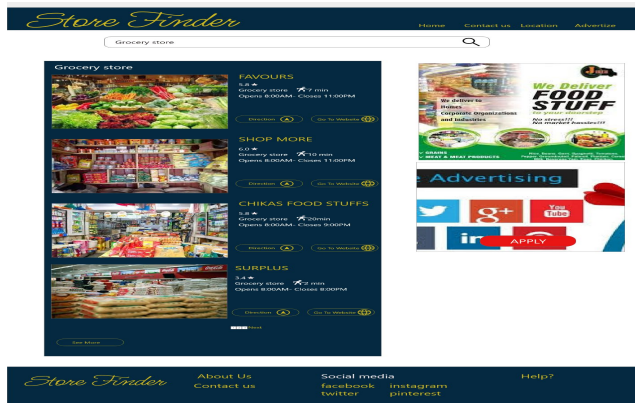 Store Finder
Home Contact us Location Advertize
Grocery store
Grocery store
FAVOURS
5.8 ★
Grocery store 7 min
Opens 8:00AM- Closes 11:00PM
Direction Go To Website
SHOP MORE
6.0 ★
Grocery store 10 min
Opens 8:00AM- Closes 11:00PM
Direction Go To Website
CHIKAS FOOD STUFFS
5.8 ★
Grocery store 20min
Opens 8:00AM- Closes 9:00PM
Direction Go To Website
SURPLUS
3.4 ★
Grocery store 2 min
Opens 8:00AM- Closes 8:00PM
Direction Go To Website
Next
See More
We Deliver
FOOD
STUFF
to your doorstep
No stress!!!
No market hassles!!!
We deliver to
Homes
Corporate Organizations
and Industries
GRAINS
MEAT & MEAT PRODUCTS
e Advertising
g+
You
Tube
in
APPLY
Store Finder
About Us
Contact us
Social media
facebook instagram
twitter pinterest
Help?